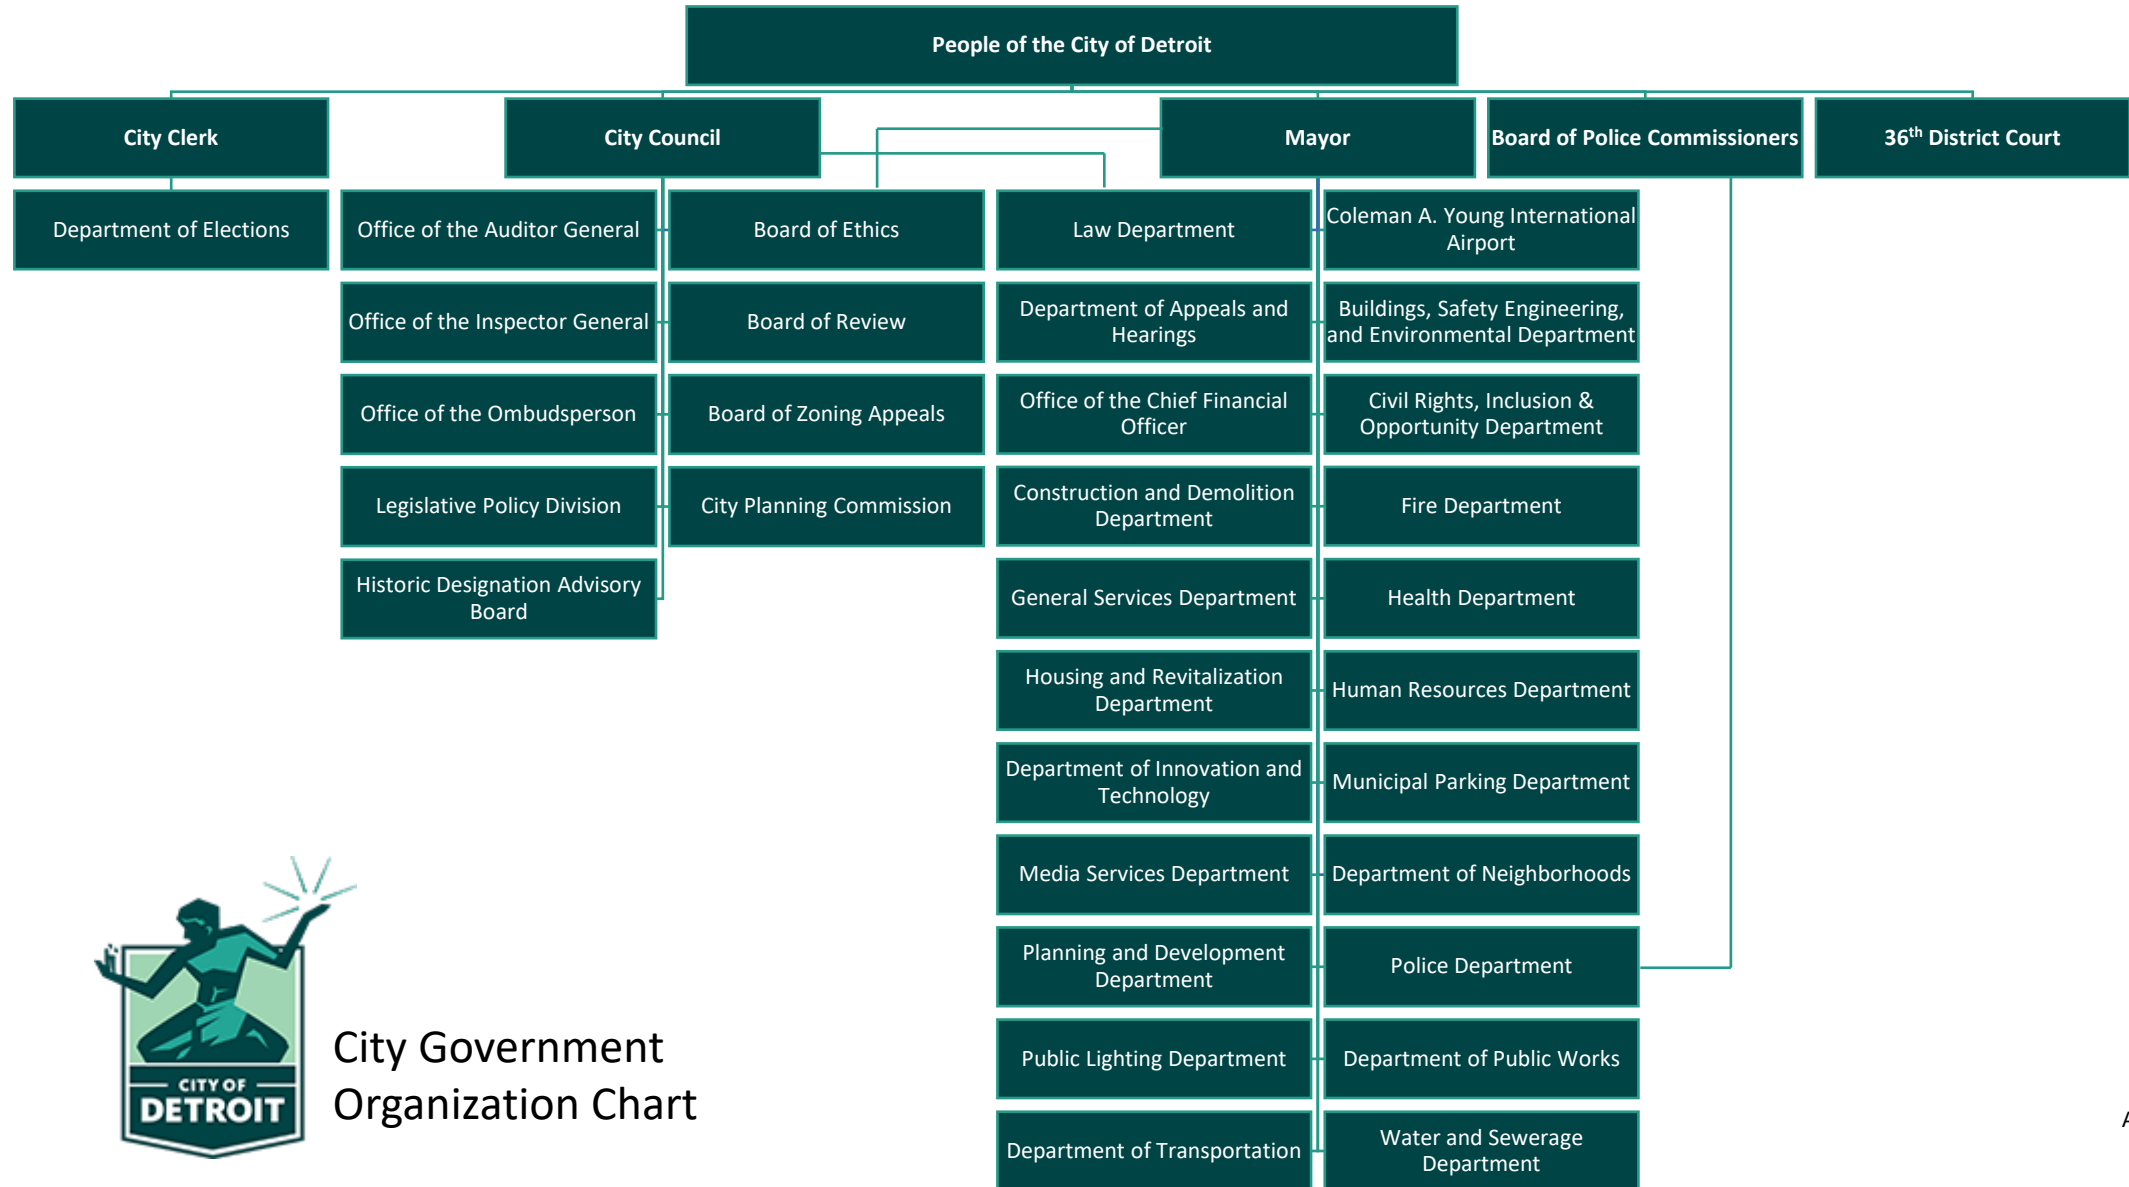 People of the City of Detroit
City Clerk
City Council
Mayor
Board of Police Commissioners
36th District Court
Department of Elections
Office of the Auditor General
Board of Ethics
Law Department
Coleman A. Young International
Airport
Office of the Inspector General
Board of Review
Department of Appeals and
Hearings
Buildings, Safety Engineering,
and Environmental Department
Office of the Ombudsperson
Board of Zoning Appeals
Office of the Chief Financial
Officer
Civil Rights, Inclusion &
Opportunity Department
Legislative Policy Division
City Planning Commission
Construction and Demolition
Department
Fire Department
Historic Designation Advisory
Board
General Services Department
Health Department
Housing and Revitalization
Department
Human Resources Department
Department of Innovation and
Technology
Municipal Parking Department
Media Services Department
Department of Neighborhoods
Planning and Development
Department
Police Department
Public Lighting Department
Department of Public Works
Department of Transportation
Water and Sewerage
Department
City Government
Organization Chart
CITY OF
DETROIT